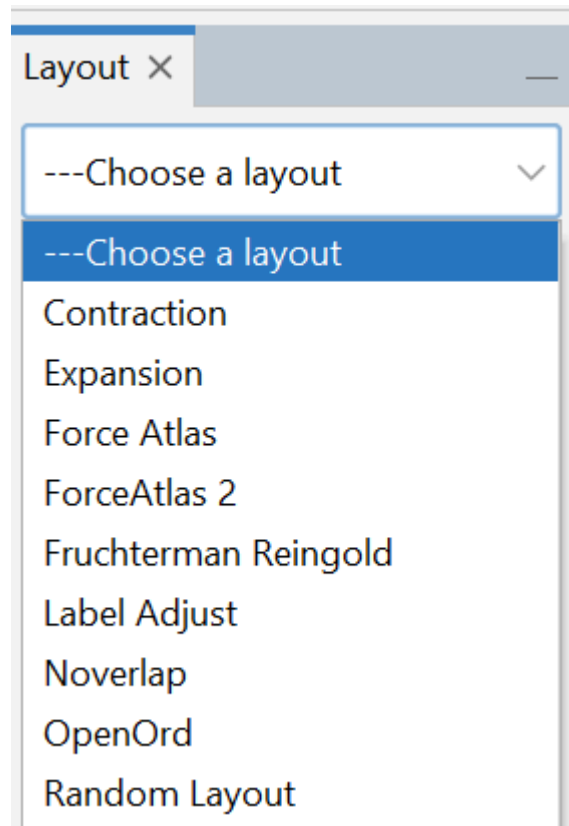 Layout
---Choose a layout
---Choose a layout
Contraction
Expansion
Force Atlas
ForceAtlas 2
Fruchterman Reingold
Label Adjust
Noverlap
OpenOrd
Random Layout